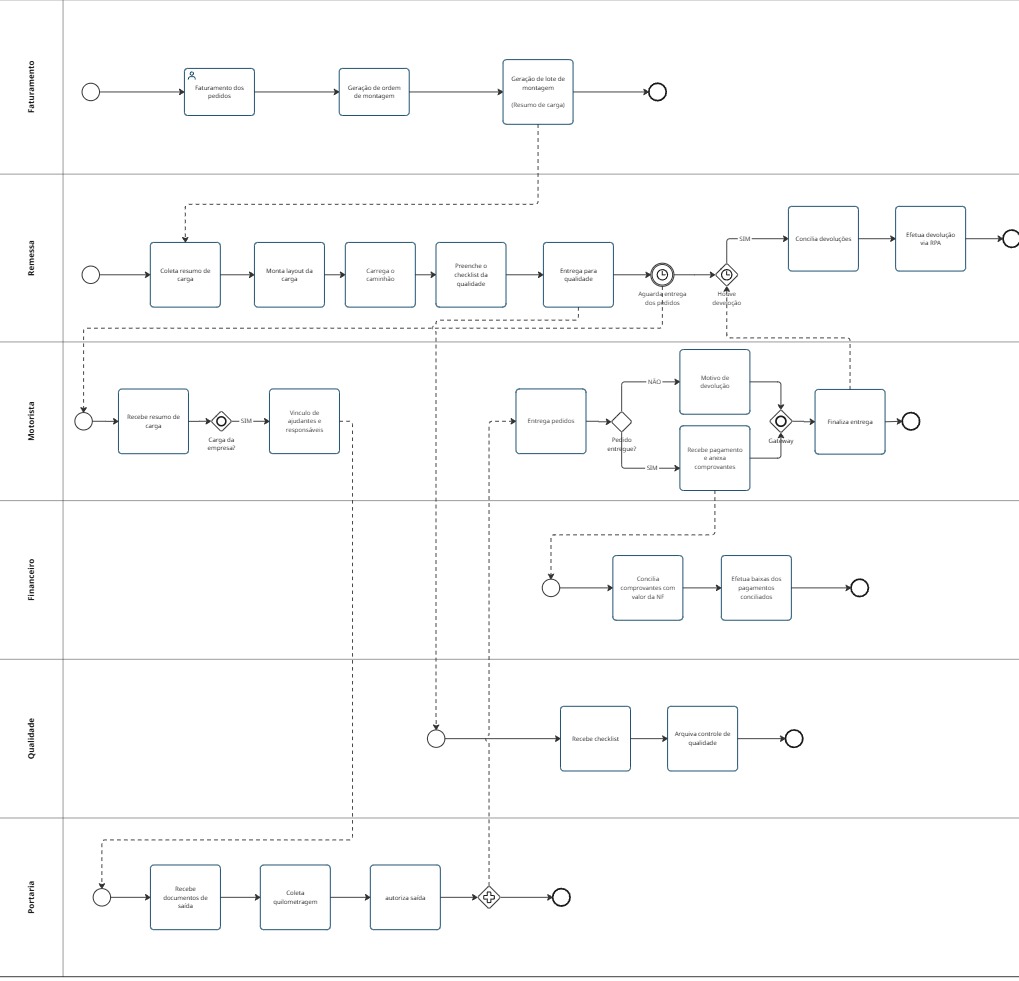 Faturamento
Faturamento dos
pedidos
Geração de ordem
de montagem
Geração de lote de
montagem
(Resumo de carga)
Remessa
Coleta resumo de
carga
Monta layout da
carga
Carrega o
caminhão
Preenche o
checklist da
qualidade
Entrega para
qualidade
Aguarda entrega
dos pedidos
Houve
devolução
SIM
Concilia devoluções
Efetua devolução
via RPA
Motorista
Recebe resumo de
carga
Carga da
empresa?
SIM
Vinculo de
ajudantes e
responsáveis
Entrega pedidos
Pedido
entregue?
NÃO
Motivo de
devolução
SIM
Recebe pagamento
e anexa
comprovantes
Gateway
Finaliza entrega
Financeiro
Concilia
comprovantes com
valor da NF
Efetua baixas dos
pagamentos
conciliados
Qualidade
Recebe checklist
Arquiva controle de
qualidade
Portaria
Recebe
documentos de
saída
Coleta
quilometragem
autoriza saída